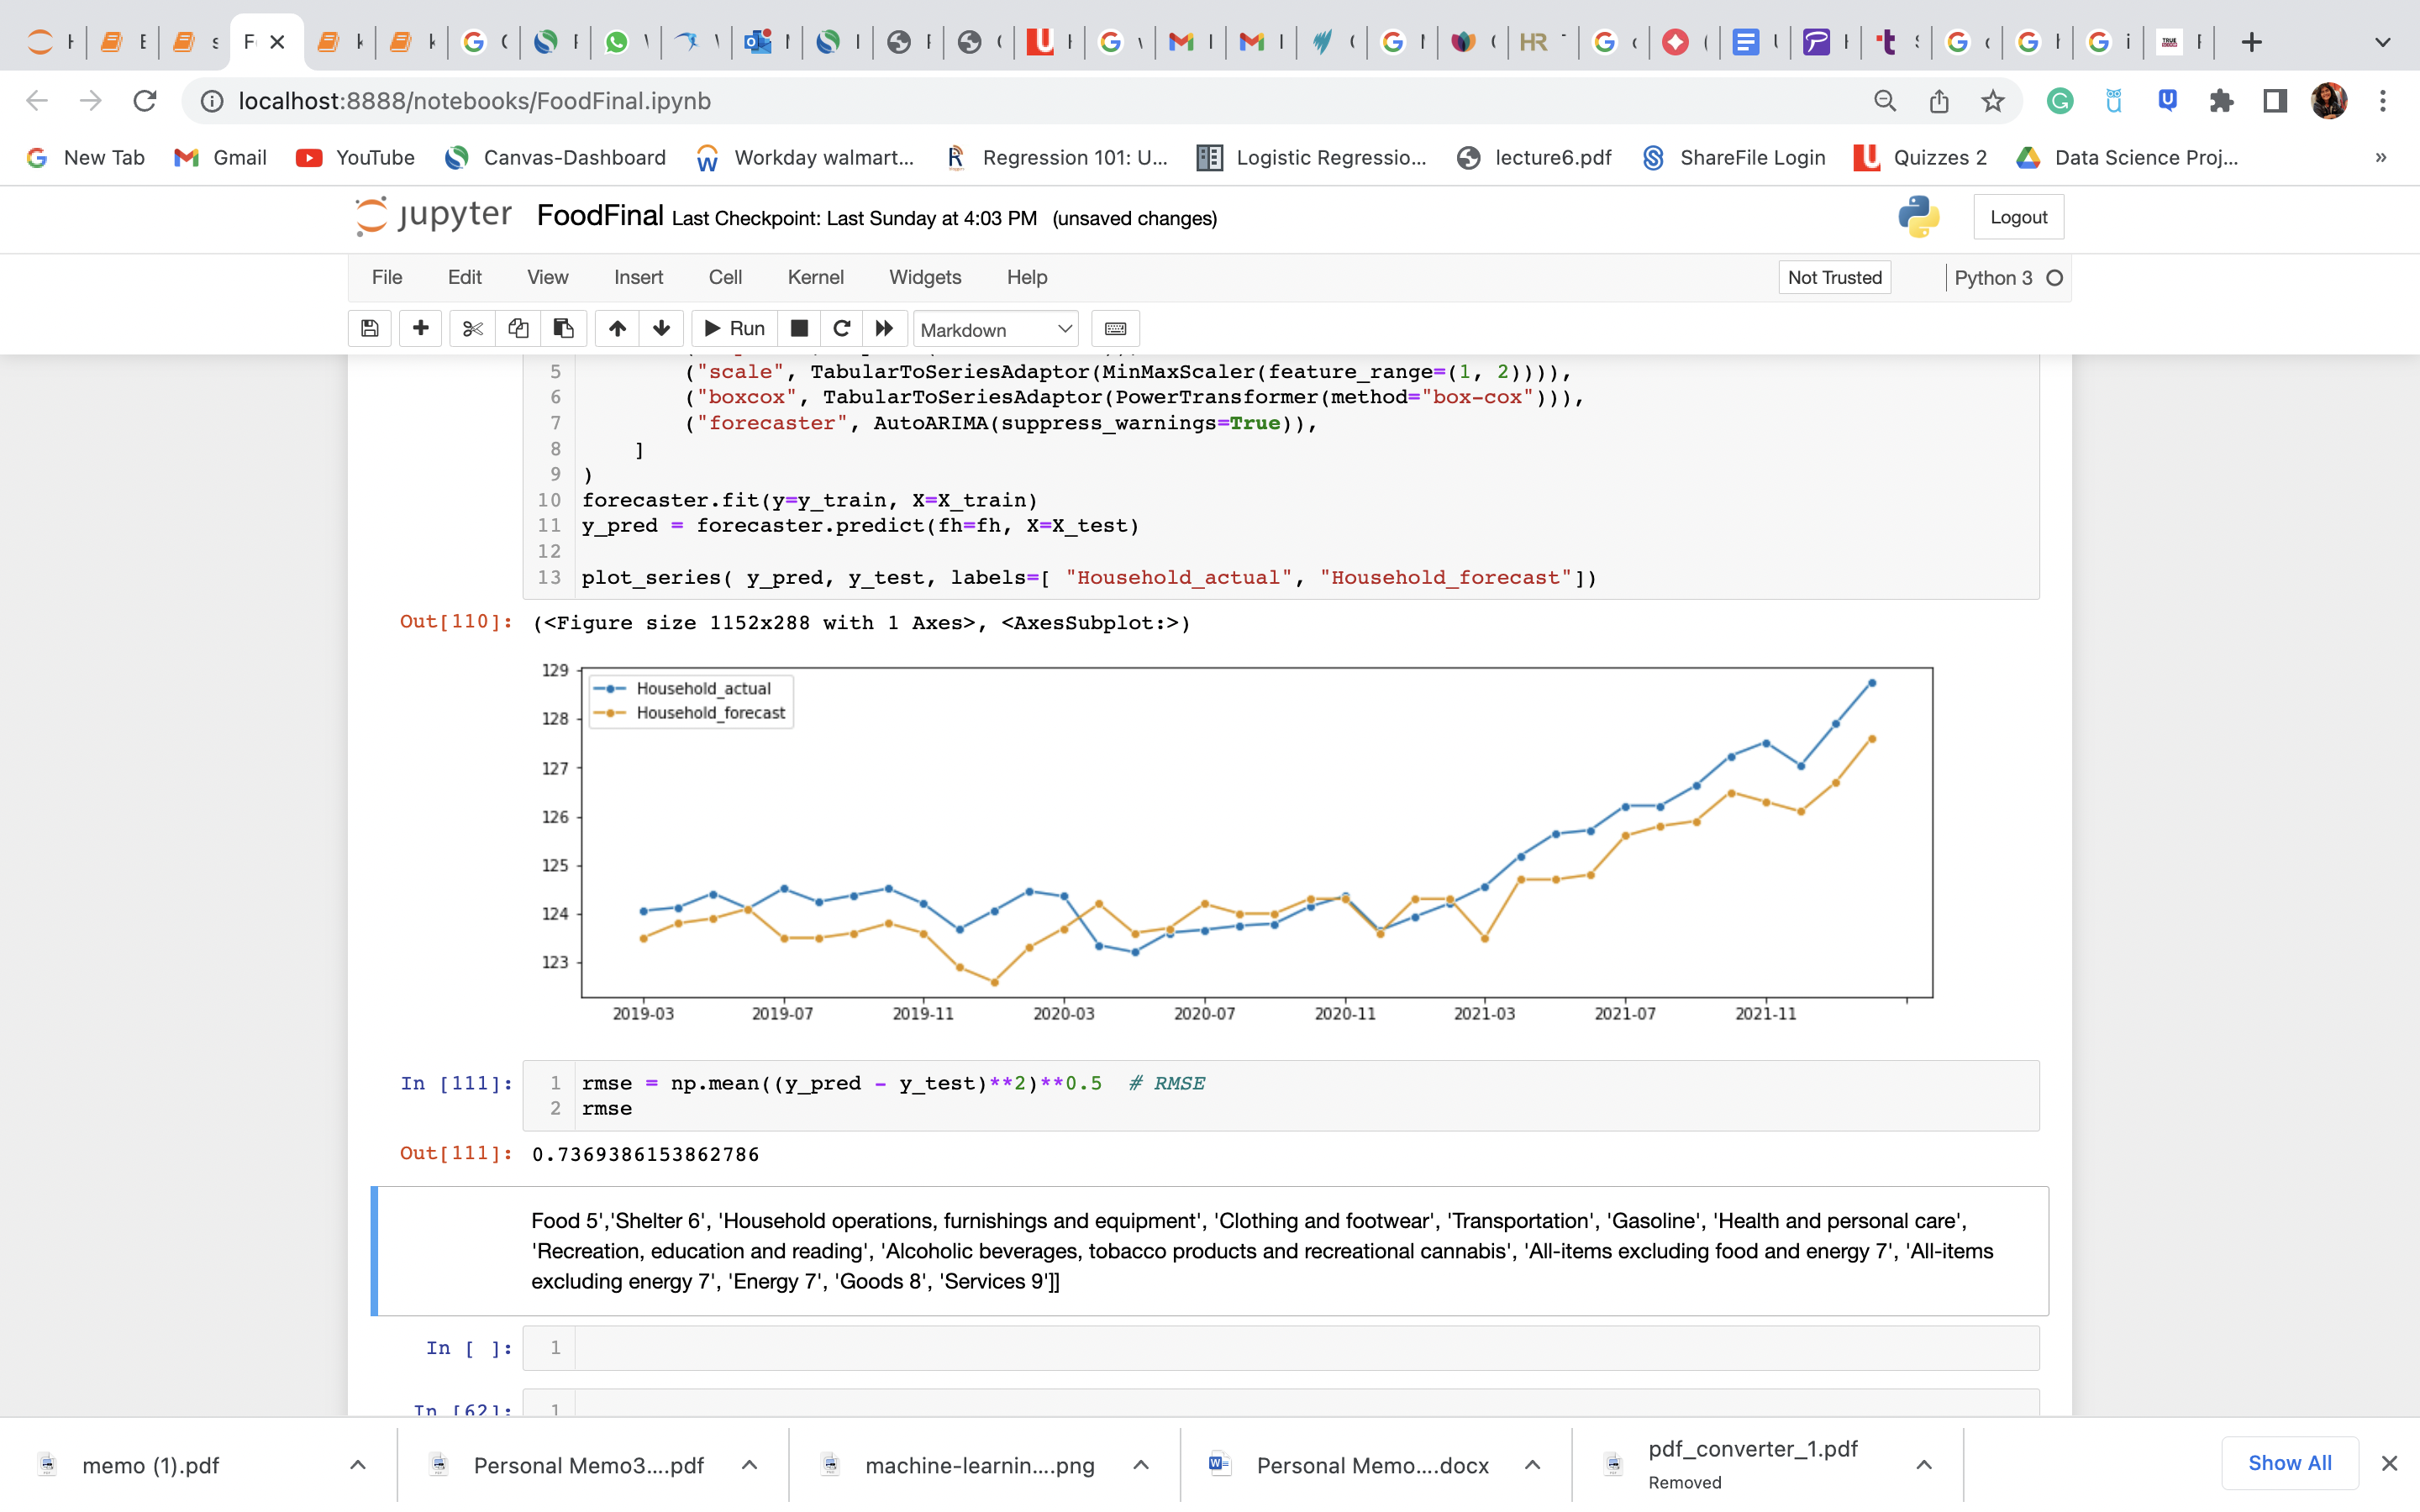 localhost:8888/notebooks/FoodFinal.ipynb
New Tab Gmail YouTube Canvas-Dashboard Workday walmart... Regression 101: U... Logistic Regressio... lecture6.pdf ShareFile Login Quizzes 2 Data Science Proj... »
jupyter FoodFinal Last Checkpoint: Last Sunday at 4:03 PM (unsaved changes) Logout
File Edit View Insert Cell Kernel Widgets Help Not Trusted Python 3
Run Markdown
5 ("scale", TabularToSeriesAdaptor(MinMaxScaler(feature_range=(1, 2)))),
6 ("boxcox", TabularToSeriesAdaptor(PowerTransformer(method="box-cox"))),
7 ("forecaster", AutoARIMA(suppress_warnings=True)),
8 ]
9 )
10 forecaster.fit(y=y_train, X=X_train)
11 y_pred = forecaster.predict(fh=fh, X=X_test)
12
13 plot_series( y_pred, y_test, labels=[ "Household_actual", "Household_forecast"])
Out[110]: (<Figure size 1152x288 with 1 Axes>, <AxesSubplot:>)
129
128
127
126
125
124
123
Household_actual
Household_forecast
2019-03 2019-07 2019-11 2020-03 2020-07 2020-11 2021-03 2021-07 2021-11
In [111]: 1 rmse = np.mean((y_pred - y_test)**2)**0.5 # RMSE
2 rmse
Out[111]: 0.7369386153862786
Food 5','Shelter 6', 'Household operations, furnishings and equipment', 'Clothing and footwear', 'Transportation', 'Gasoline', 'Health and personal care',
'Recreation, education and reading', 'Alcoholic beverages, tobacco products and recreational cannabis', 'All-items excluding food and energy 7', 'All-items
excluding energy 7', 'Energy 7', 'Goods 8', 'Services 9']]
In [ ]: 1
In [62]: 1
memo (1).pdf Personal Memo3....pdf machine-learnin....png Personal Memo....docx pdf_converter_1.pdf
Removed
Show All